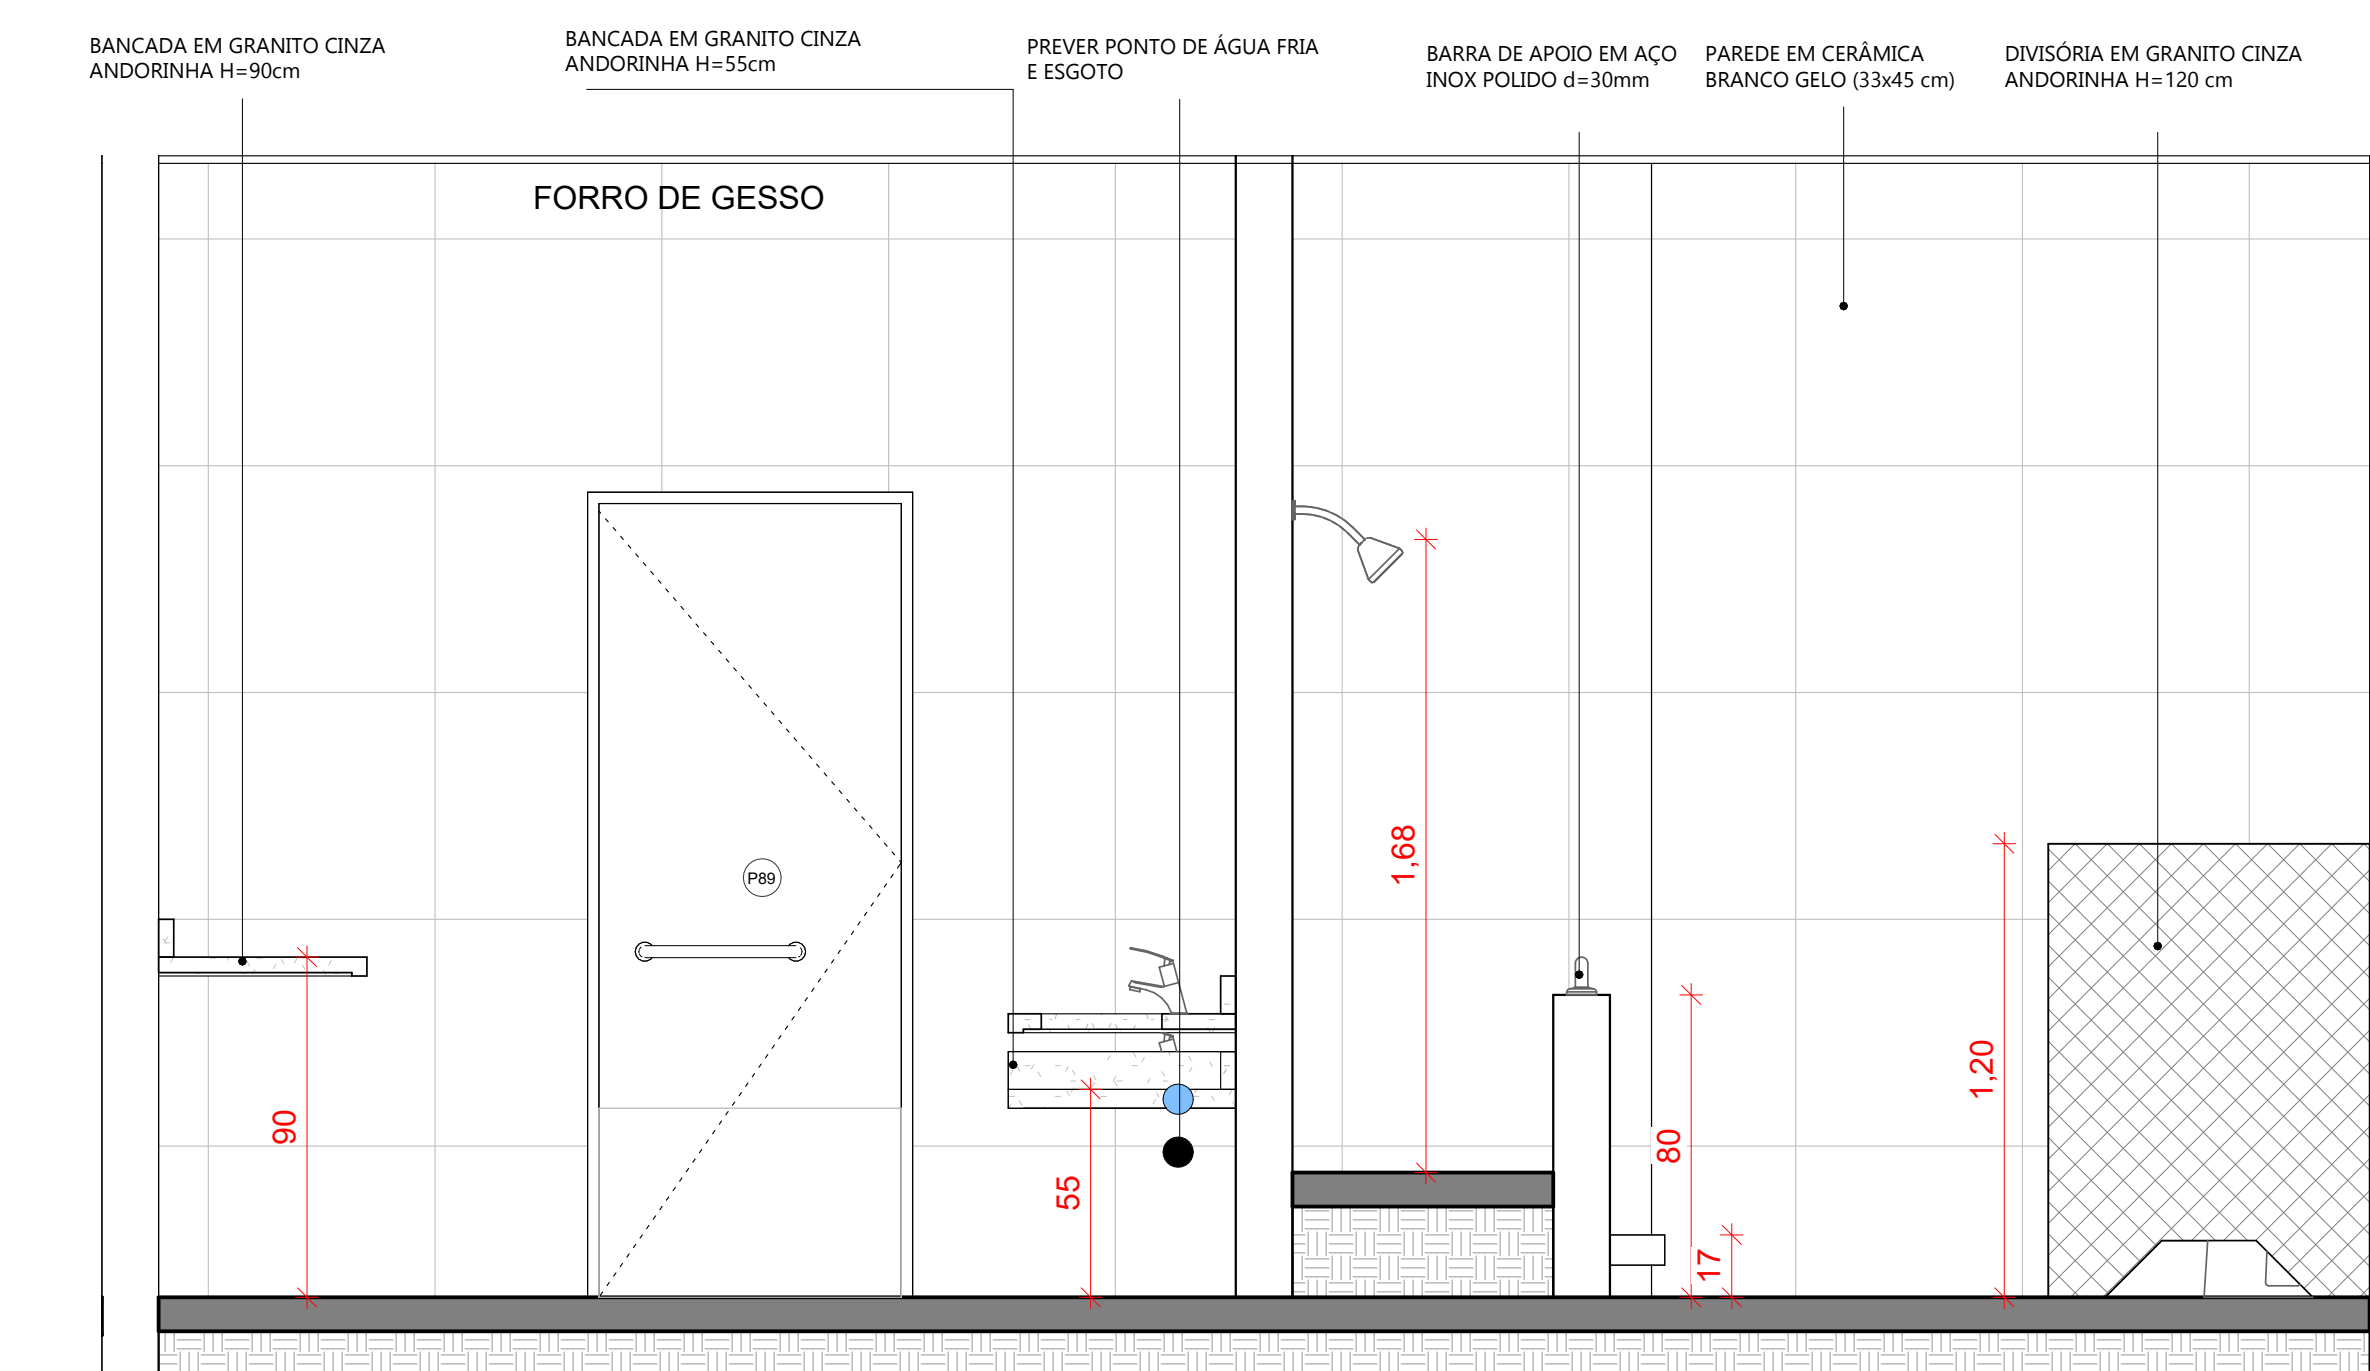 BANCADA EM GRANITO CINZA
ANDORINHA H=90cm
BANCADA EM GRANITO CINZA
ANDORINHA H=55cm
PREVER PONTO DE ÁGUA FRIA
E ESGOTO
BARRA DE APOIO EM AÇO
INOX POLIDO d=30mm
PAREDE EM CERÂMICA
BRANCO GELO (33x45 cm)
DIVISÓRIA EM GRANITO CINZA
ANDORINHA H=120 cm
FORRO DE GESSO
P89
90
55
1,68
80
17
1,20